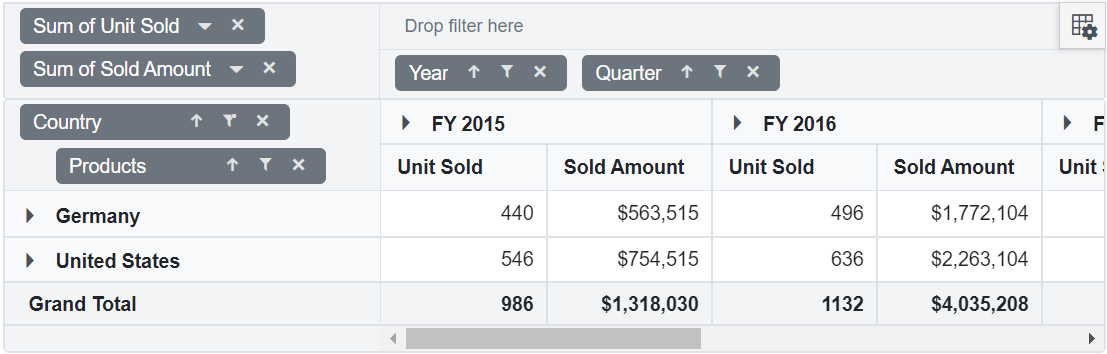 Sum of Unit Sold
Drop filter here
Sum of Sold Amount
Year Quarter
Country
FY 2015 FY 2016 F
Products
Unit Sold Sold Amount Unit Sold Sold Amount Unit
Germany 440 $563,515 496 $1,772,104
United States 546 $754,515 636 $2,263,104
Grand Total 986 $1,318,030 1132 $4,035,208